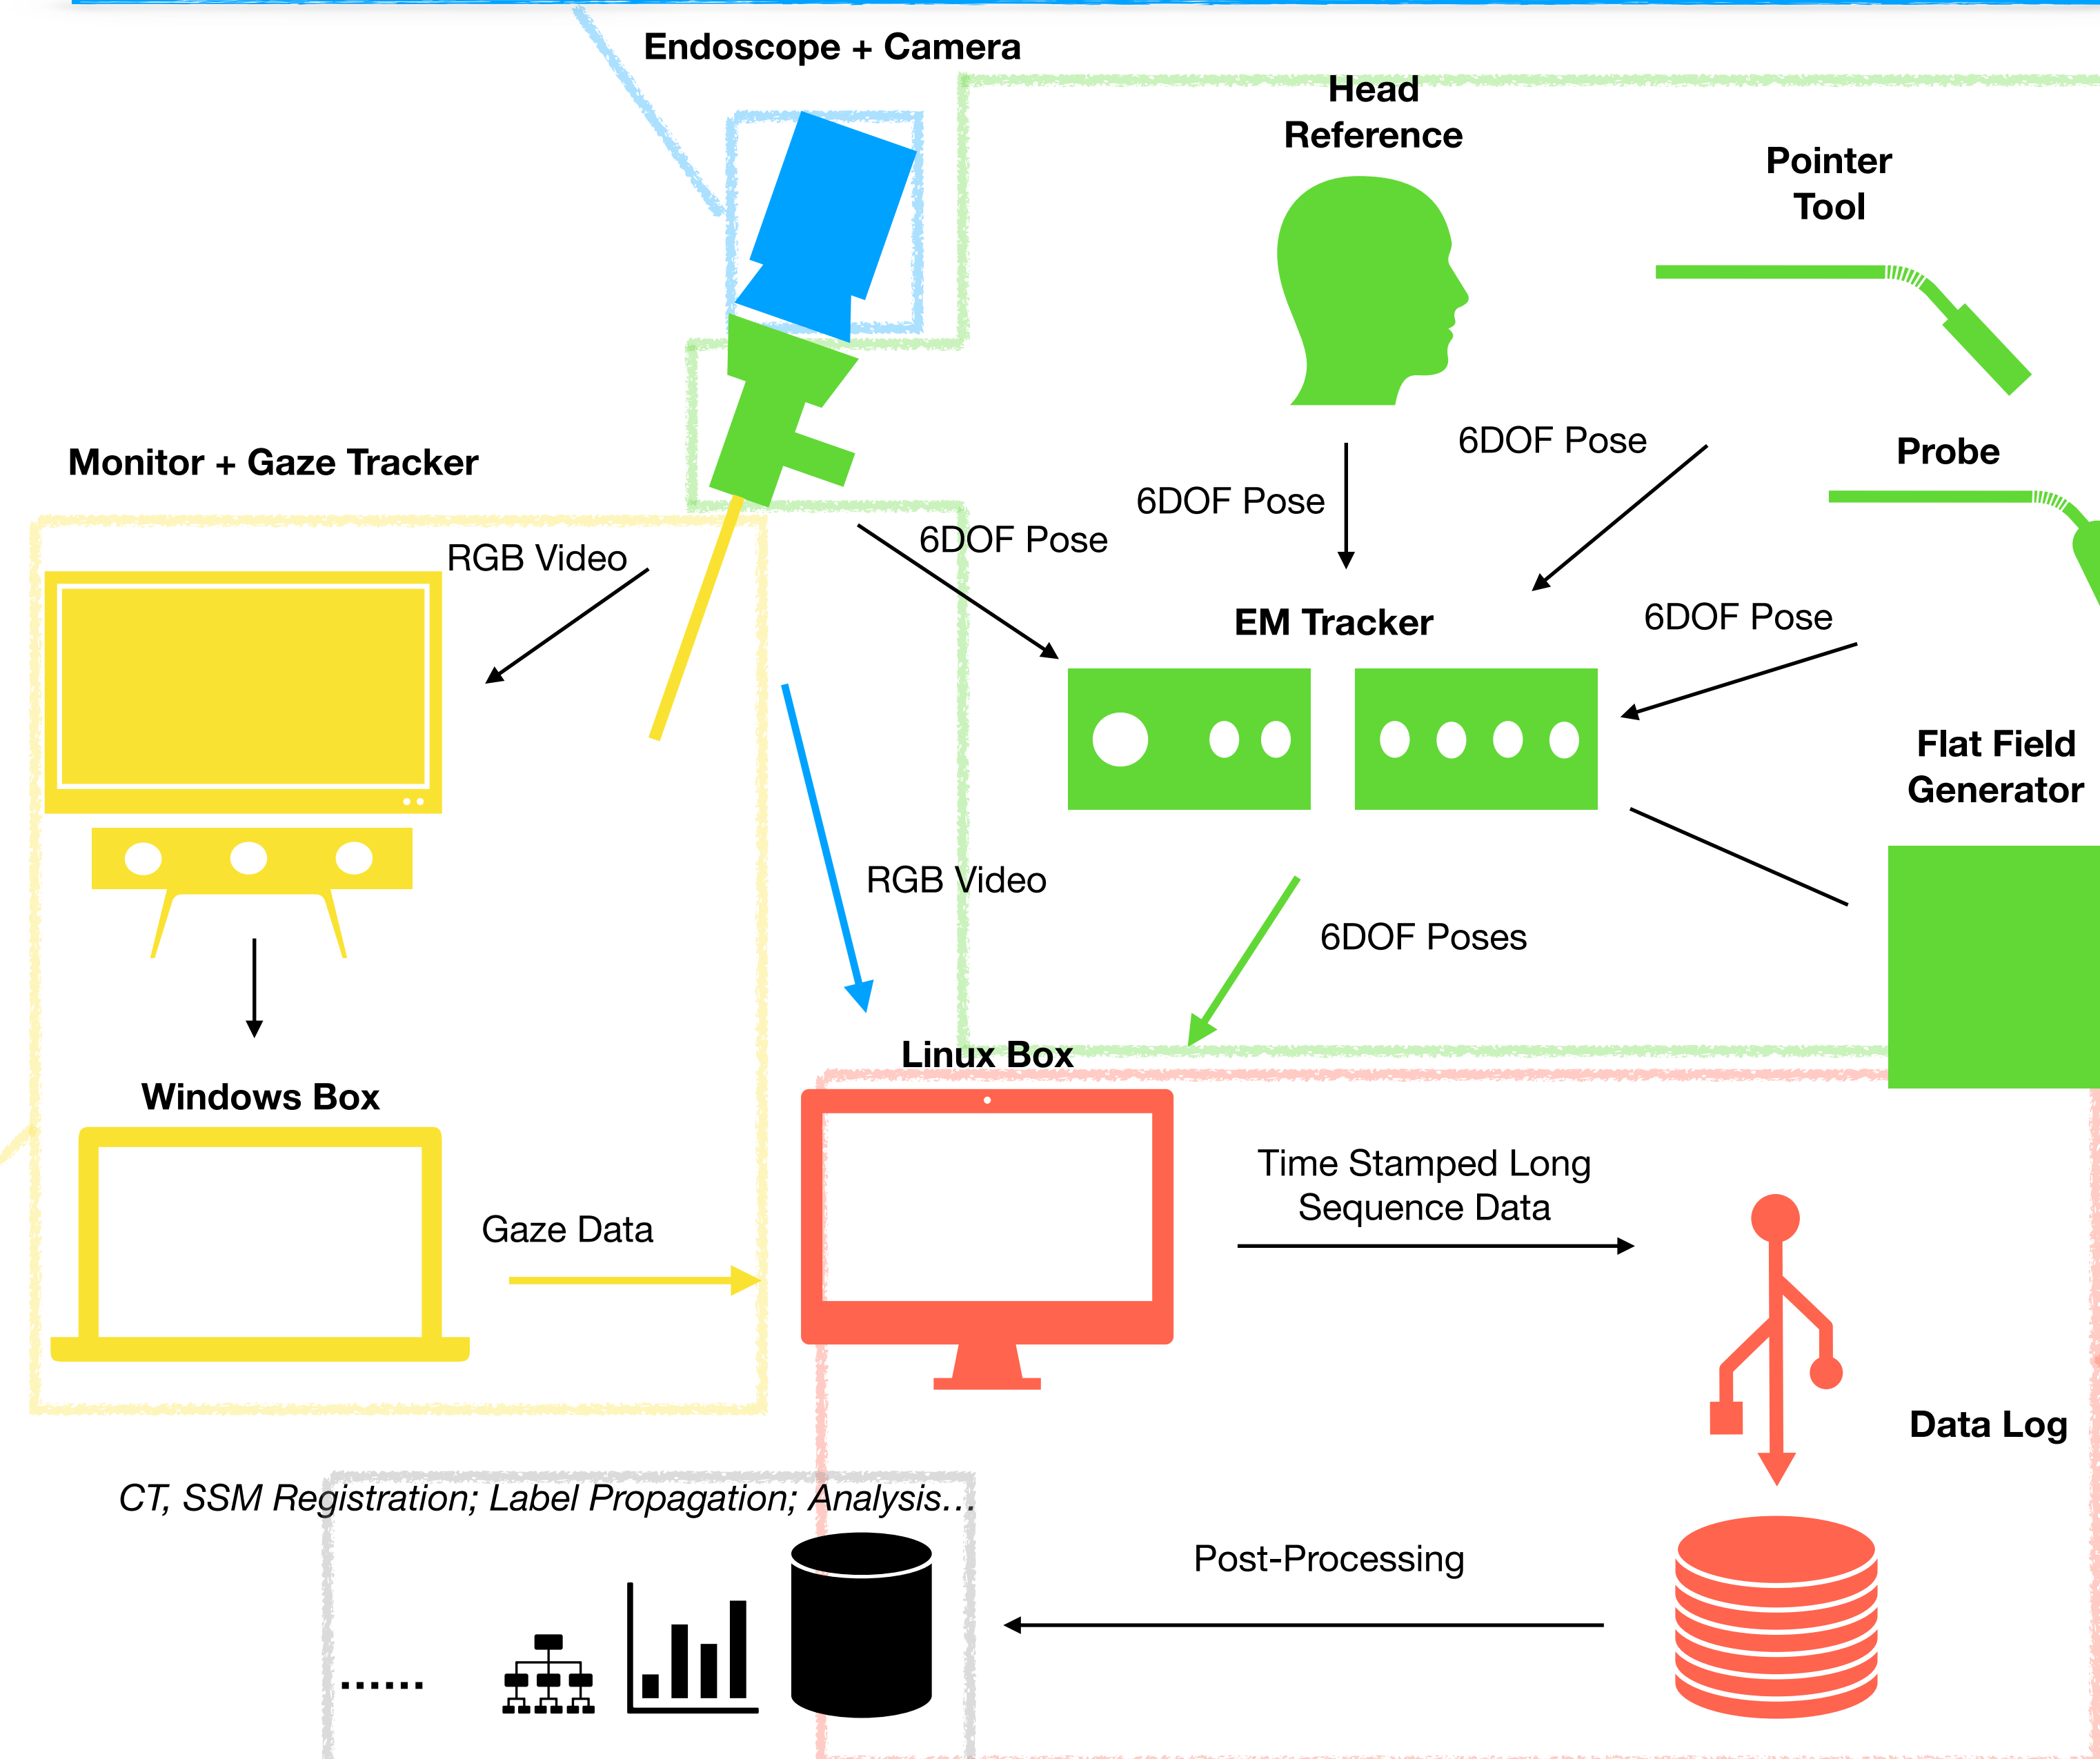 Endoscope + Camera
Head
Reference
Pointer
Tool
Monitor + Gaze Tracker
6DOF Pose
Probe
6DOF Pose
6DOF Pose
RGB Video
EM Tracker
6DOF Pose
Flat Field
Generator
RGB Video
6DOF Poses
Linux Box
Windows Box
Time Stamped Long
Sequence Data
Gaze Data
Data Log
CT, SSM Registration; Label Propagation; Analysis...
Post-Processing
......